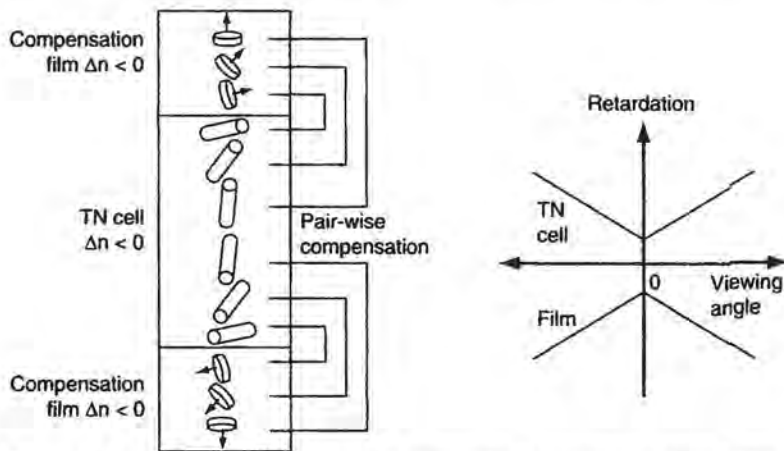 Compensation
film Δn < 0
TN cell
Δn < 0
Compensation
film Δn < 0
Pair-wise
compensation
Retardation
TN
cell
0
Viewing
angle
Film